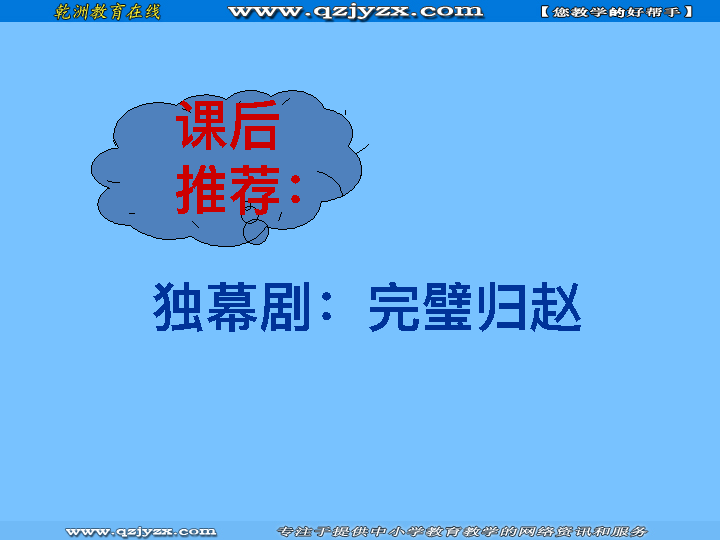 乾洲教育在线 www.qzjyzx.com 【您教学的好帮手】
课后
推荐：
独幕剧：完璧归赵
www.qzjyzx.com 专注于提供中小学教育教学的网络资讯和服务